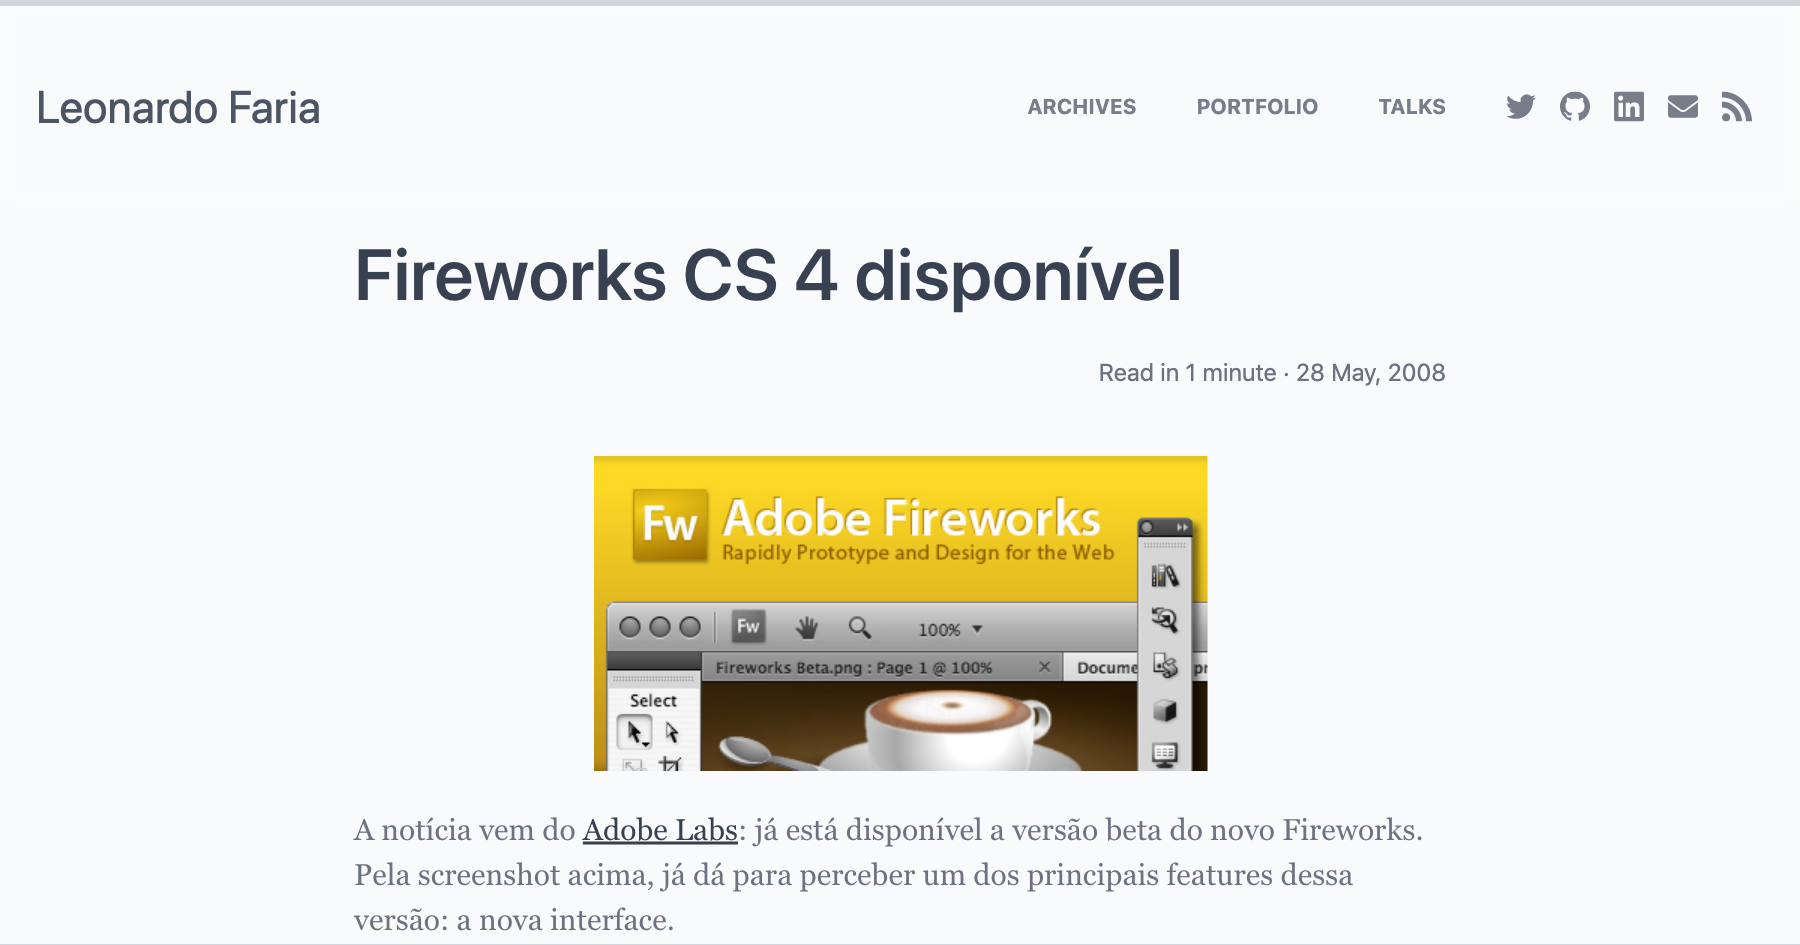 Leonardo Faria
ARCHIVES PORTFOLIO TALKS
Fireworks CS 4 disponível
Read in 1 minute · 28 May, 2008
Fw Adobe Fireworks
Rapidly Prototype and Design for the Web
Fw 100%
Fireworks Beta.png : Page 1 @ 100% Docume pr
Select
A notícia vem do Adobe Labs: já está disponível a versão beta do novo Fireworks.
Pela screenshot acima, já dá para perceber um dos principais features dessa
versão: a nova interface.